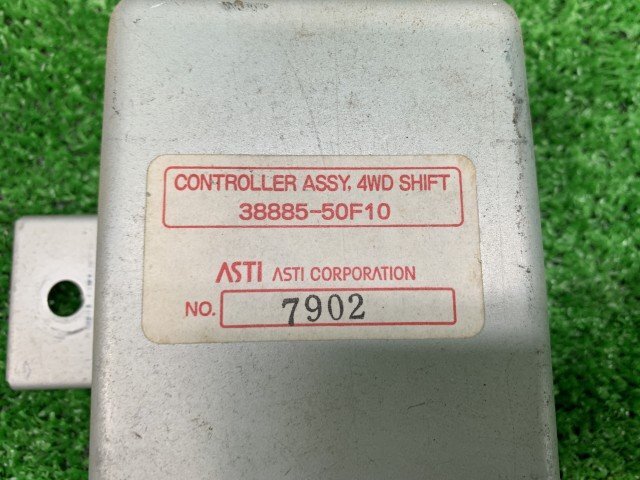 CONTROLLER ASSY, 4WD SHIFT
38885-50F10
ASTI ASTI CORPORATION
NO. 7902